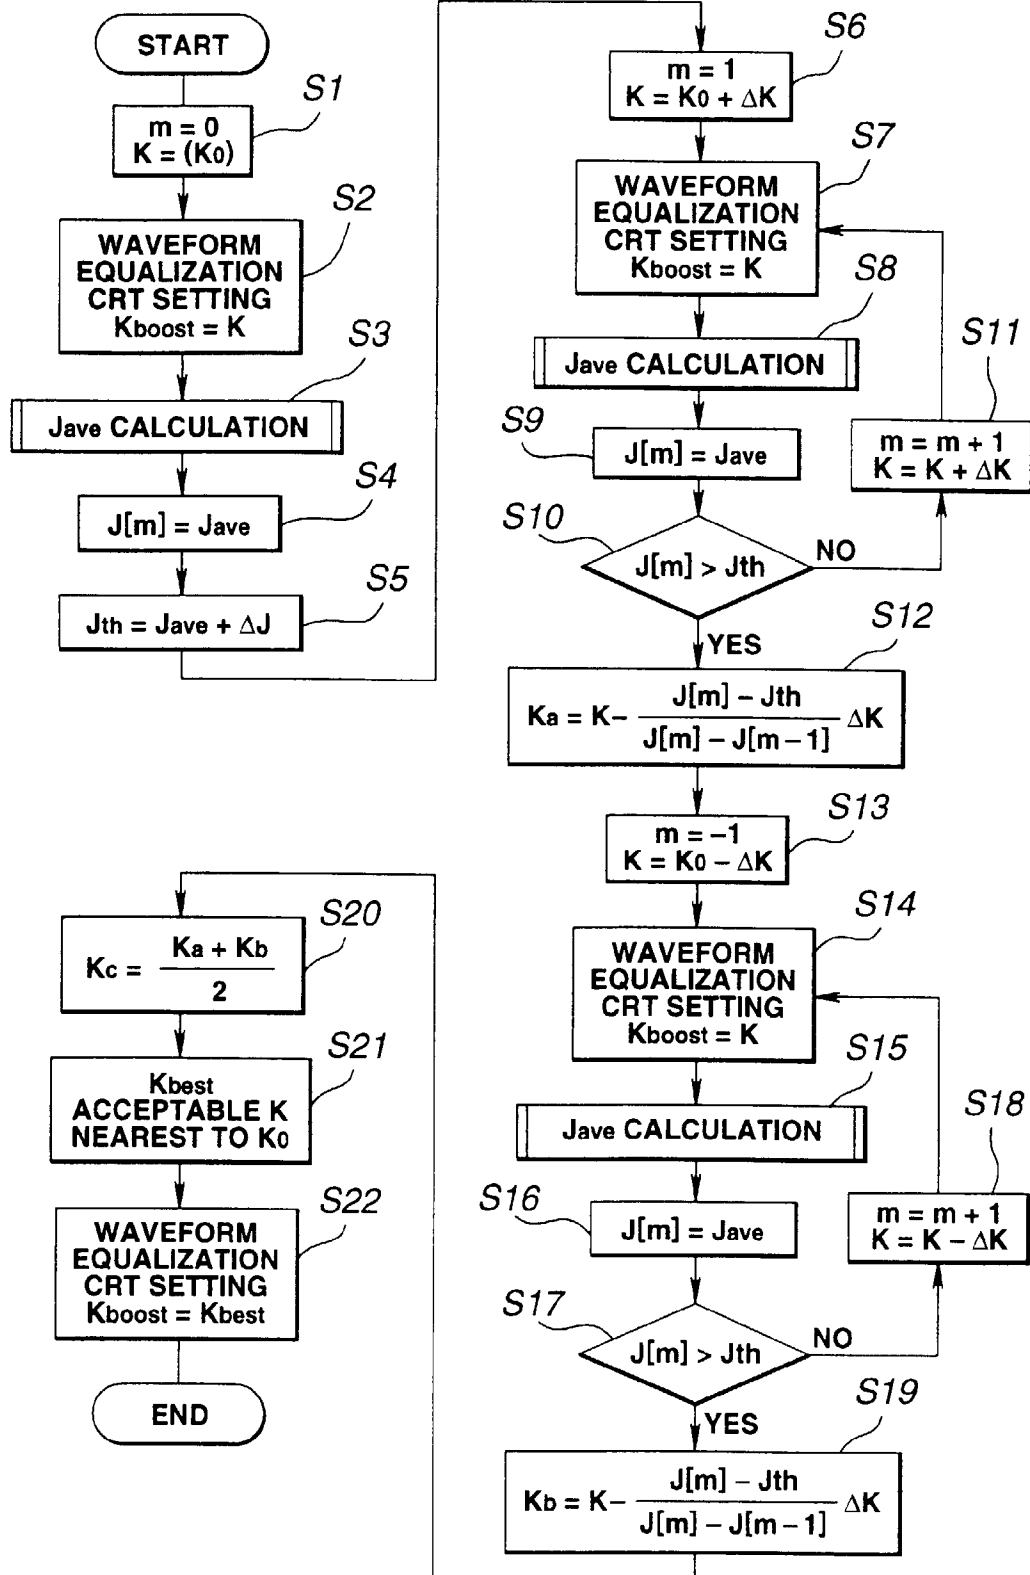 START
S1
m = 0
K = (K0)
S2
WAVEFORM
EQUALIZATION
CRT SETTING
Kboost = K
S3
Jave CALCULATION
S4
J[m] = Jave
S5
Jth = Jave + ΔJ
S6
m = 1
K = K0 + ΔK
S7
WAVEFORM
EQUALIZATION
CRT SETTING
Kboost = K
S8
Jave CALCULATION
S9
J[m] = Jave
S10
J[m] > Jth
NO
S11
m = m + 1
K = K + ΔK
YES
S12
Ka = K- J[m] - Jth / J[m] - J[m-1] ΔK
S13
m = -1
K = K0 - ΔK
S14
WAVEFORM
EQUALIZATION
CRT SETTING
Kboost = K
S15
Jave CALCULATION
S16
J[m] = Jave
S17
J[m] > Jth
NO
S18
m = m + 1
K = K - ΔK
YES
S19
Kb = K- J[m] - Jth / J[m] - J[m-1] ΔK
S20
Kc = Ka + Kb / 2
S21
Kbest
ACCEPTABLE K
NEAREST TO K0
S22
WAVEFORM
EQUALIZATION
CRT SETTING
Kboost = Kbest
END